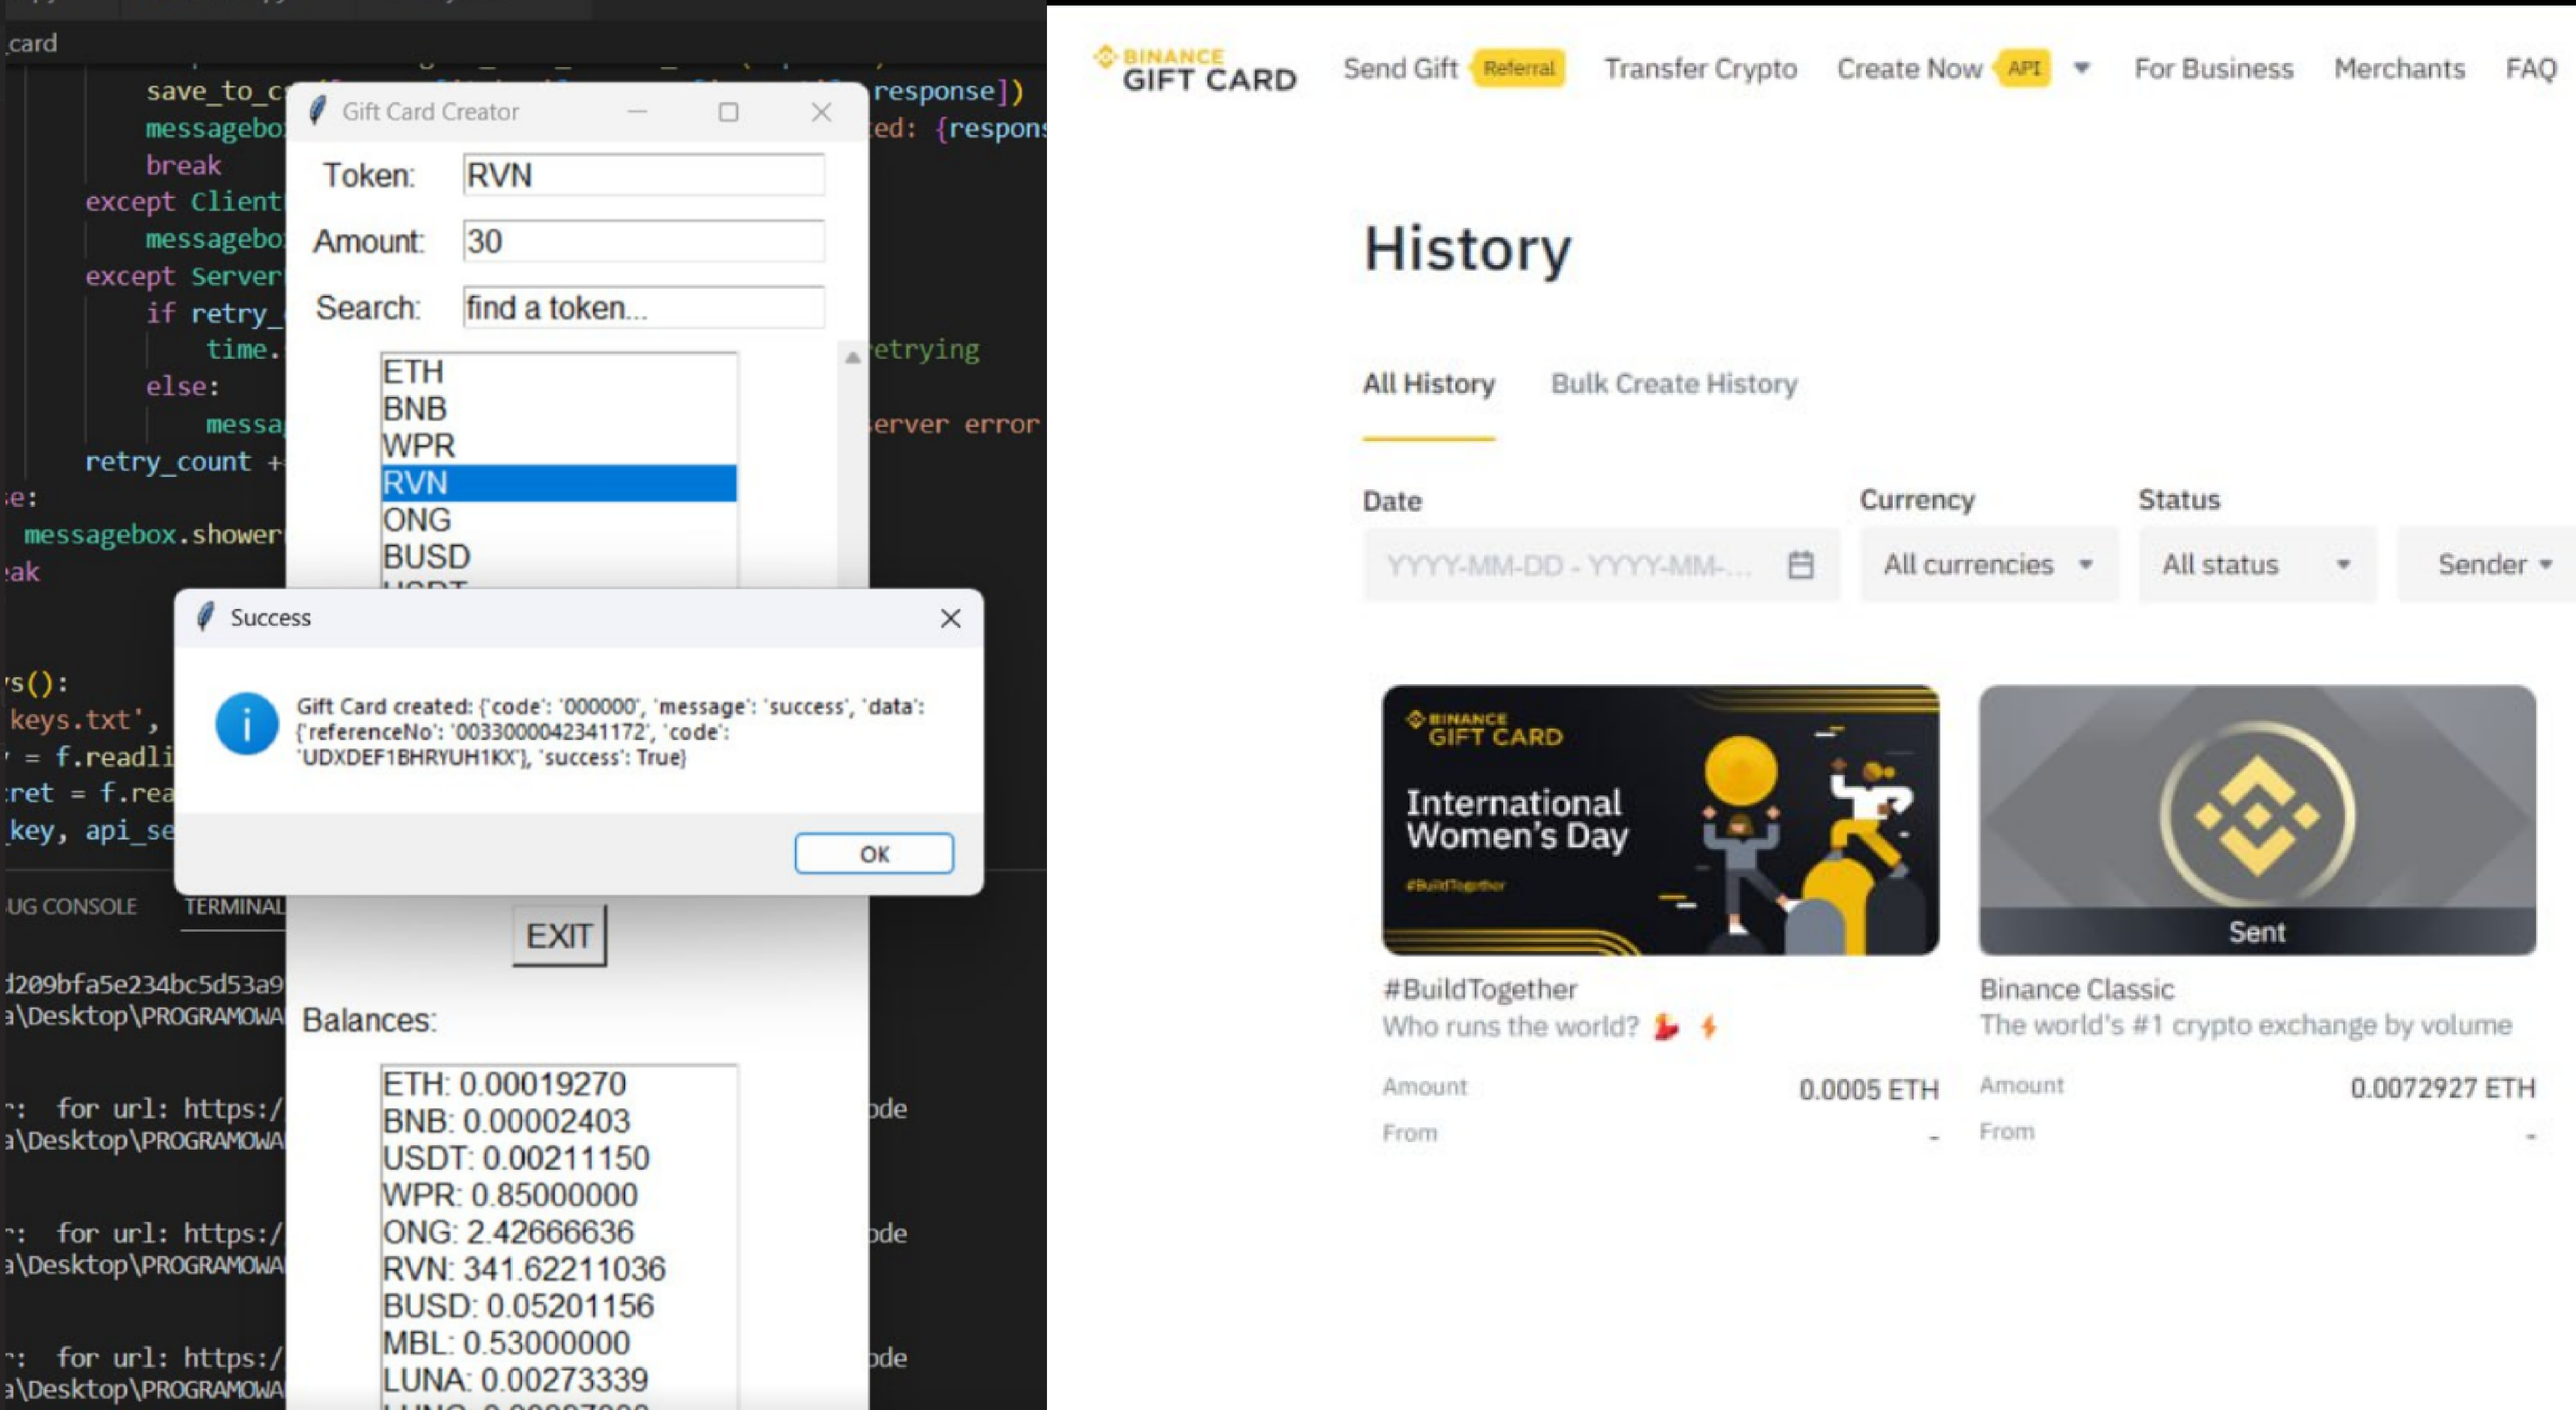 _card
save_to_cs
response])
messagebo
ed: {respons
break
except Client
messagebo
except Server
if retry_
time.
etrying
else:
messa
server error
retry_count +=
e:
messagebox.shower
ak
s():
keys.txt',
= f.readli
ret = f.rea
_key, api_se
UG CONSOLE
TERMINAL
d209bfa5e234bc5d53a9
a\Desktop\PROGRAMOWA
r:  for url: https:/
ode
a\Desktop\PROGRAMOWA
r:  for url: https:/
ode
a\Desktop\PROGRAMOWA
r:  for url: https:/
ode
a\Desktop\PROGRAMOWA
Gift Card Creator
Token:
RVN
Amount:
30
Search:
find a token...
ETH
BNB
WPR
RVN
ONG
BUSD
USDT
Success
Gift Card created: {'code': '000000', 'message': 'success', 'data':
{'referenceNo': '0033000042341172', 'code':
'UDXDEF1BHRYUH1KX'}, 'success': True}
OK
EXIT
Balances:
ETH: 0.00019270
BNB: 0.00002403
USDT: 0.00211150
WPR: 0.85000000
ONG: 2.42666636
RVN: 341.62211036
BUSD: 0.05201156
MBL: 0.53000000
LUNA: 0.00273339
BINANCE
GIFT CARD
Send Gift
Referral
Transfer Crypto
Create Now
API
For Business
Merchants
FAQ
History
All History
Bulk Create History
Date
Currency
Status
YYYY-MM-DD - YYYY-MM-...
All currencies
All status
Sender
BINANCE
GIFT CARD
International
Women's Day
#BuildTogether
Sent
#BuildTogether
Who runs the world? 💃 ⚡
Amount
0.0005 ETH
From
-
Binance Classic
The world's #1 crypto exchange by volume
Amount
0.0072927 ETH
From
-